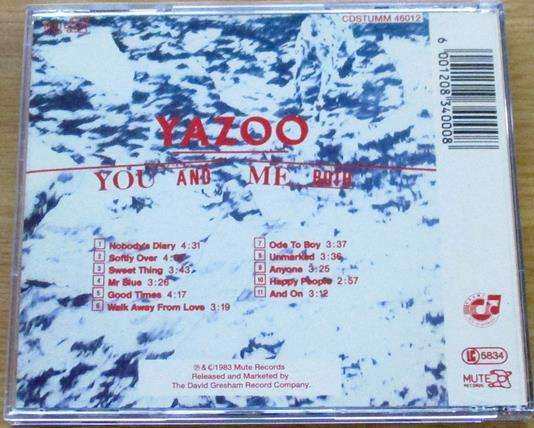 CDSTUMM 46012
6 001208 340008
YAZOO
YOU AND ME BOTH
1 Nobody's Diary 4:31
2 Softly Over
3 Sweet Thing 3:43
4 Mr Blue 3:26
5 Good Times 4:17
6 Walk Away From Love 3:19
7 Ode To Boy 3:37
8 Unmarked 3:36
9 Anyone 3:25
10 Happy People 2:57
11 And On 3:12
℗ & © 1983 Mute Records
Released and Marketed by
The David Gresham Record Company.
LC 5834
MUTE
RECORDS